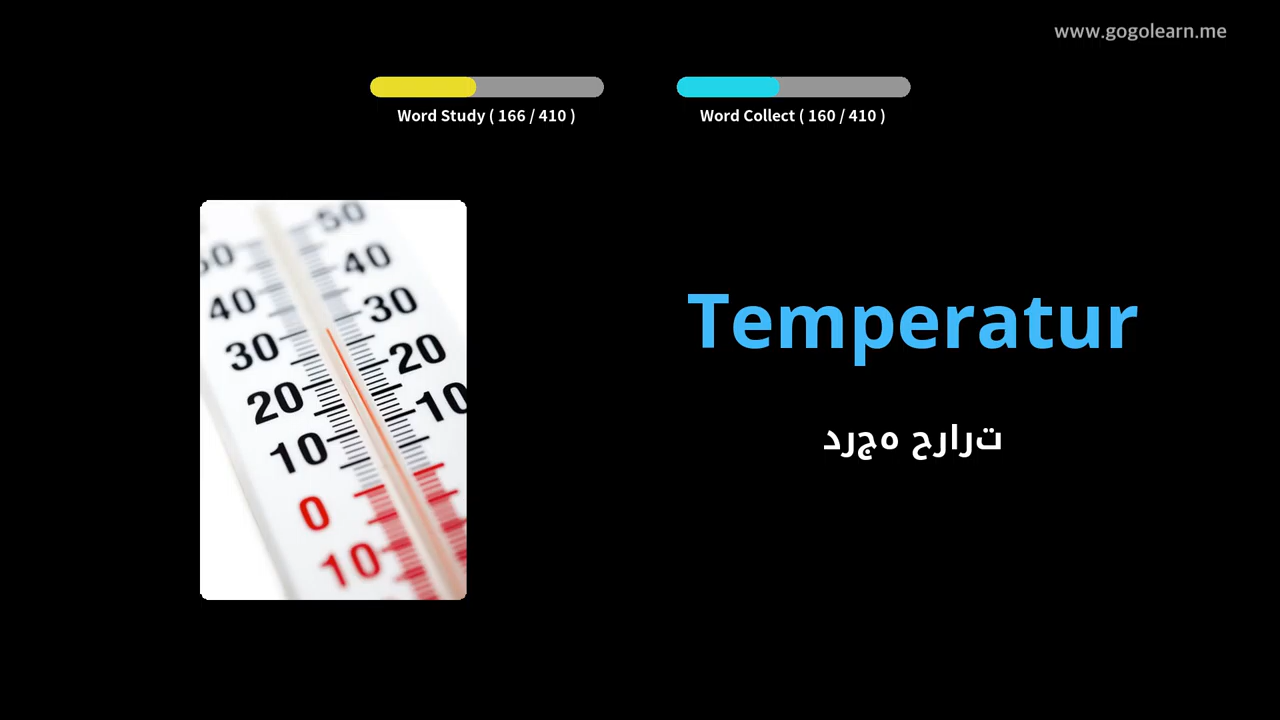 www.gogolearn.me
Word Study ( 166 / 410 )
Word Collect ( 160 / 410 )
50
40
30
20
10
50
40
30
20
10
0
10
Temperatur
درجه حرارت